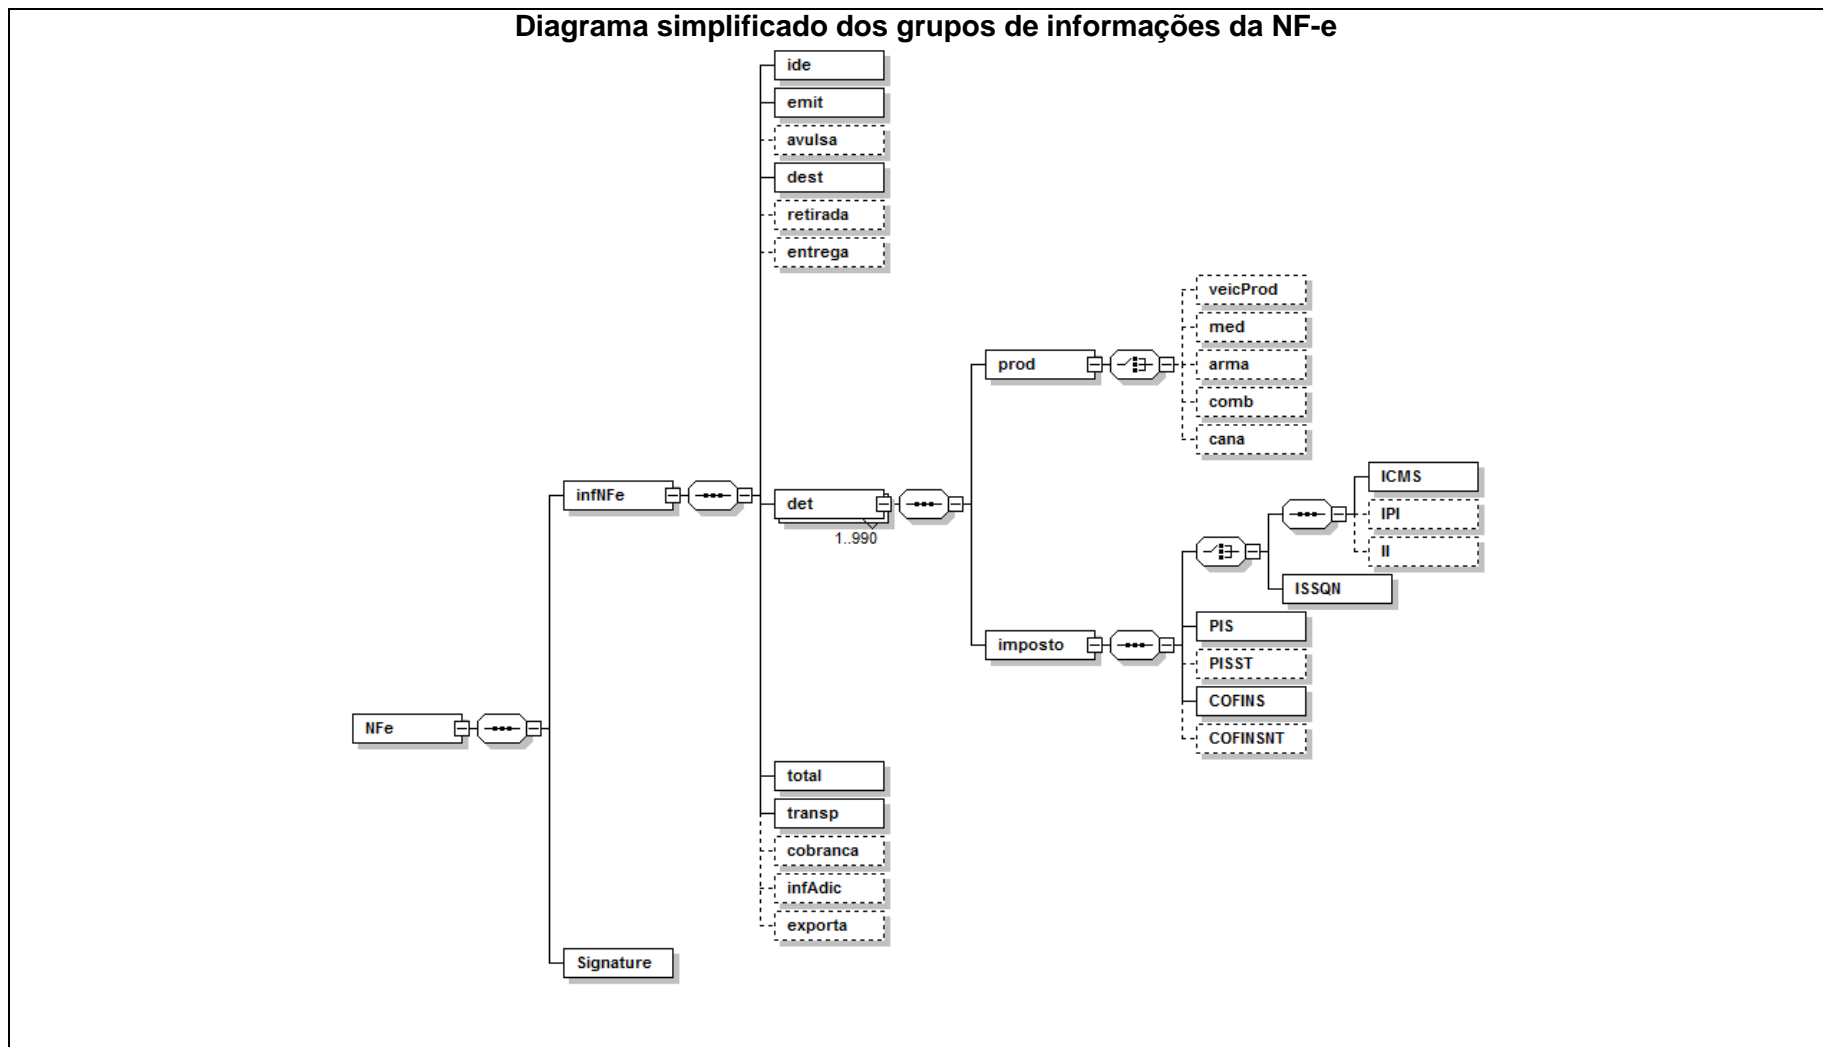 Diagrama simplificado dos grupos de informações da NF-e
ide
emit
avulsa
dest
retirada
entrega
veicProd
med
prod
arma
comb
cana
ICMS
infNFe
det
IPI
1..990
II
ISSQN
PIS
imposto
PISST
COFINS
NFe
COFINSNT
total
transp
cobranca
infAdic
exporta
Signature